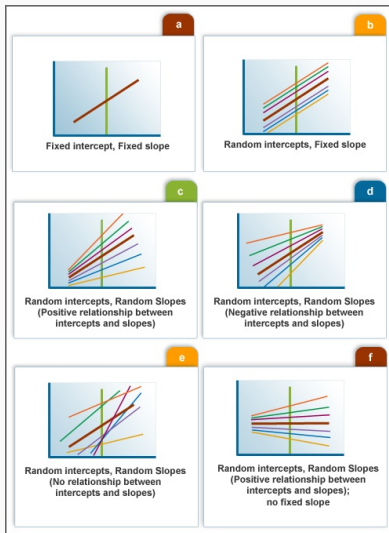 a
b
Fixed intercept, Fixed slope
Random intercepts, Fixed slope
c
d
Random intercepts, Random Slopes
(Positive relationship between
intercepts and slopes)
Random intercepts, Random Slopes
(Negative relationship between
intercepts and slopes)
e
f
Random intercepts, Random Slopes
(No relationship between
intercepts and slopes)
Random intercepts, Random Slopes
(Positive relationship between
intercepts and slopes);
no fixed slope